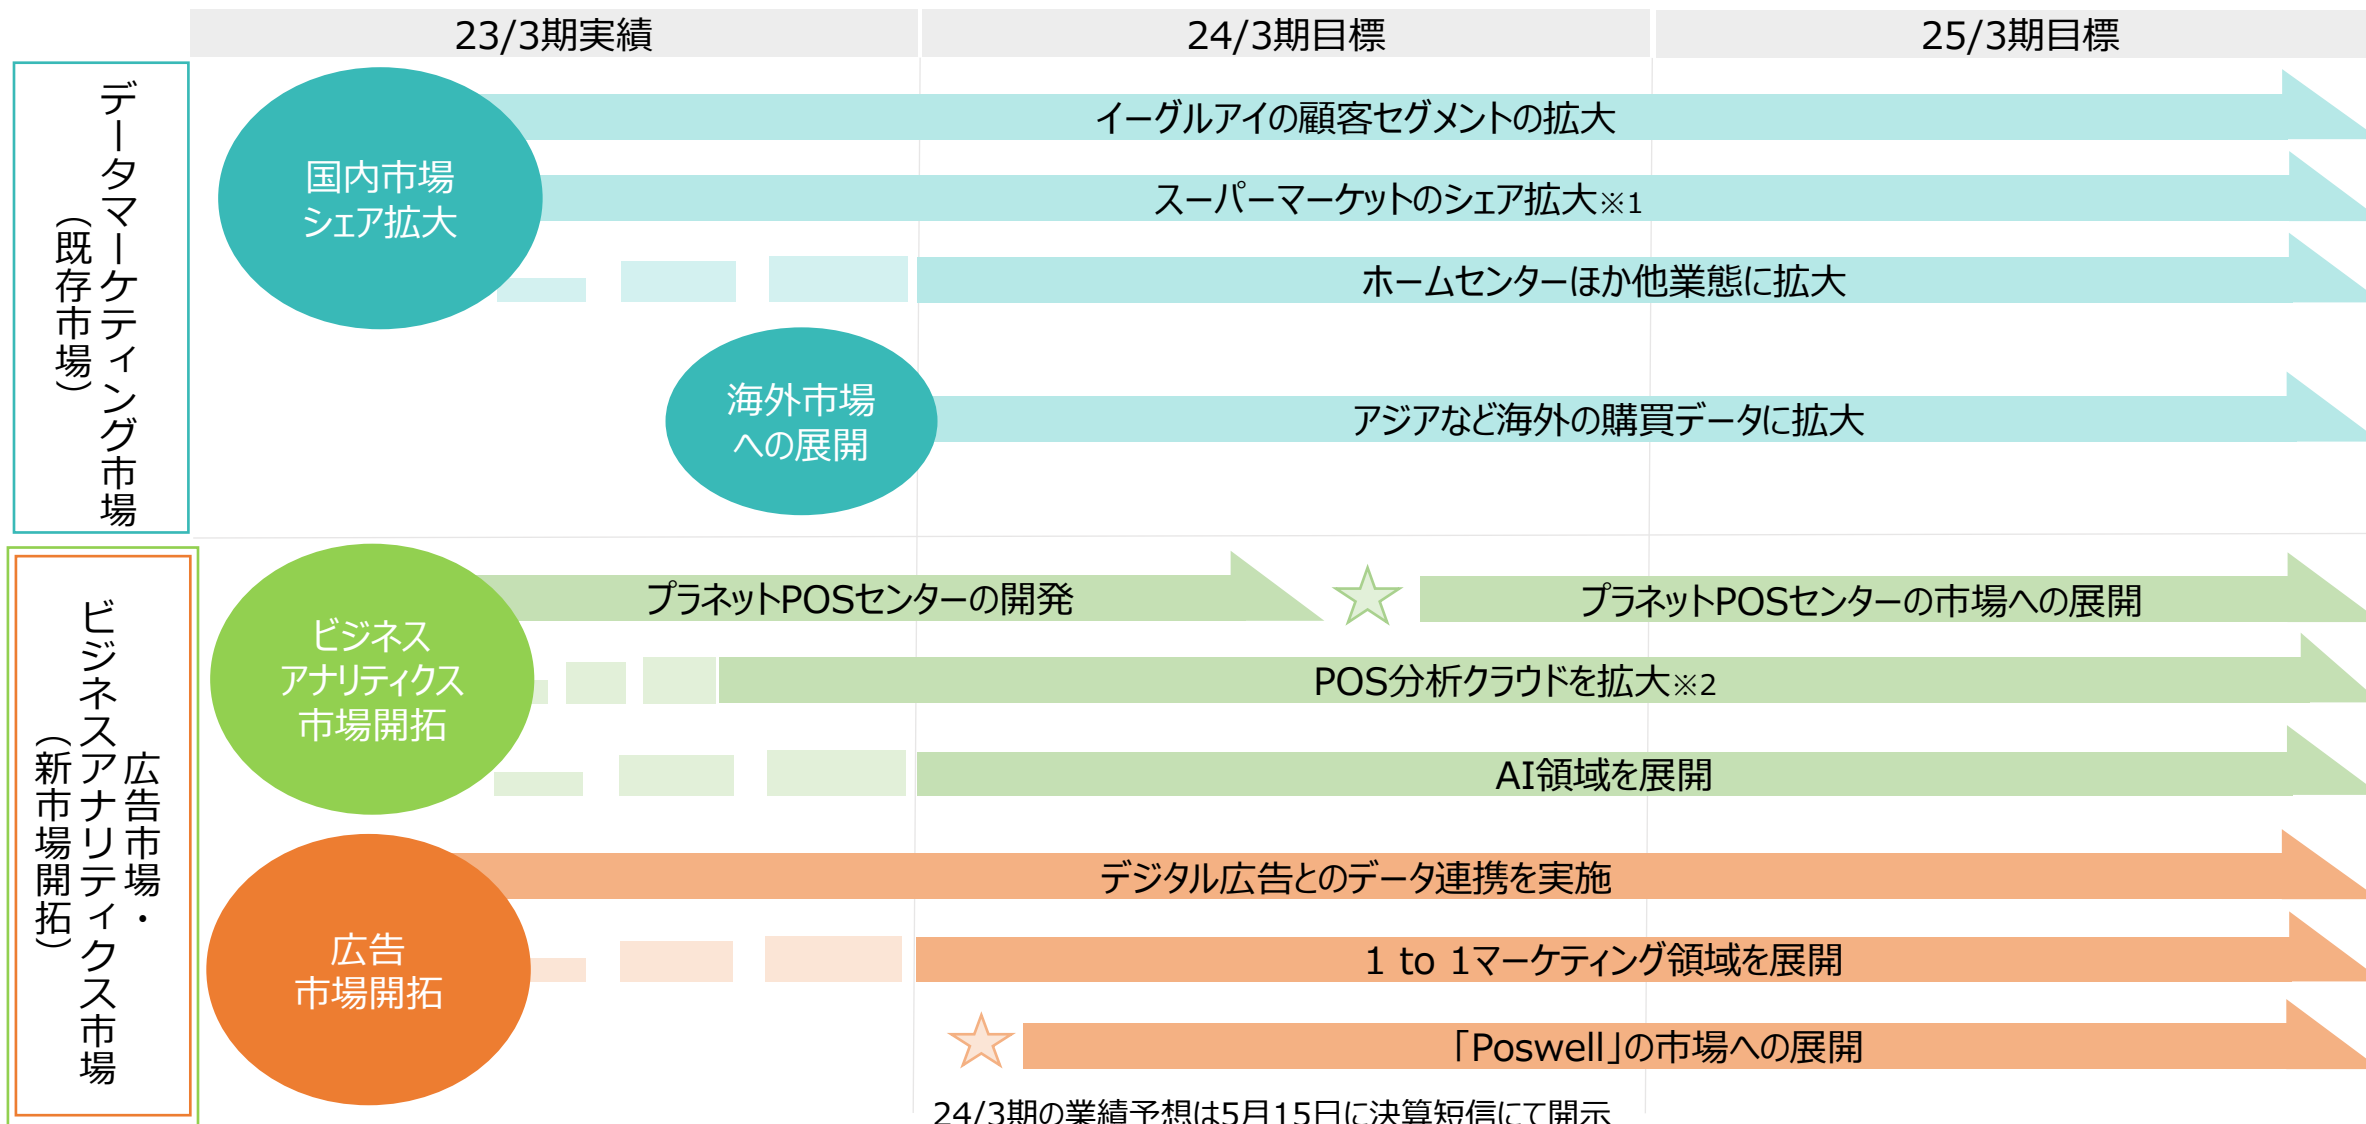 23/3期実績
24/3期目標
25/3期目標
データマーケティング市場
（既存市場）
国内市場
シェア拡大
イーグルアイの顧客セグメントの拡大
スーパーマーケットのシェア拡大※1
ホームセンターほか他業態に拡大
海外市場
への展開
アジアなど海外の購買データに拡大
広告市場・
ビジネスアナリティクス市場
（新市場開拓）
ビジネス
アナリティクス
市場開拓
プラネットPOSセンターの開発
プラネットPOSセンターの市場への展開
POS分析クラウドを拡大※2
AI領域を展開
広告
市場開拓
デジタル広告とのデータ連携を実施
1 to 1マーケティング領域を展開
「Poswell」の市場への展開
24/3期の業績予想は5月15日に決算短信にて開示